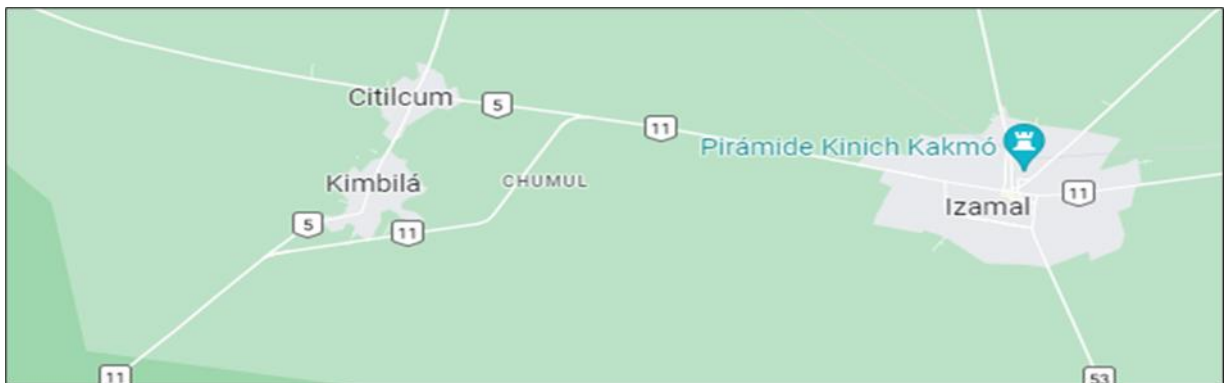 Citilcum
5
11
Pirámide Kinich Kakmó
Kimbilá
CHUMUL
11
Izamal
5
11
11
53